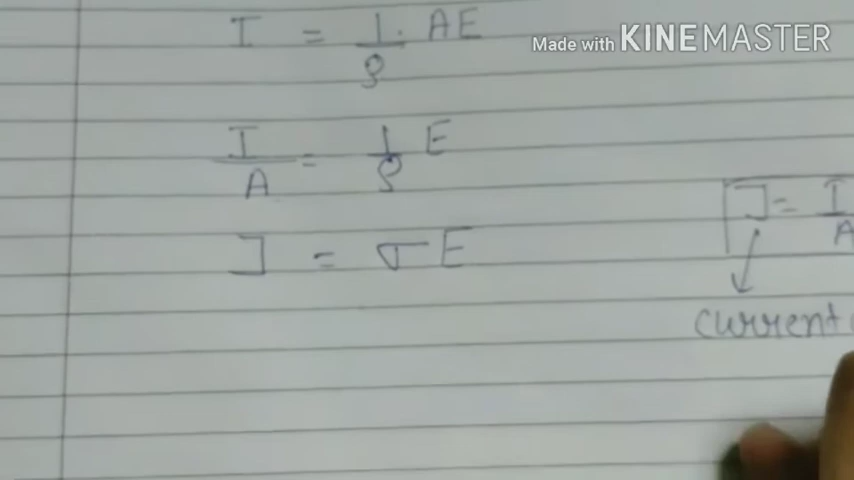 I = 1/ρ . AE
Made with KINEMASTER
I/A = 1/ρ E
J = σE
J = I/A
current